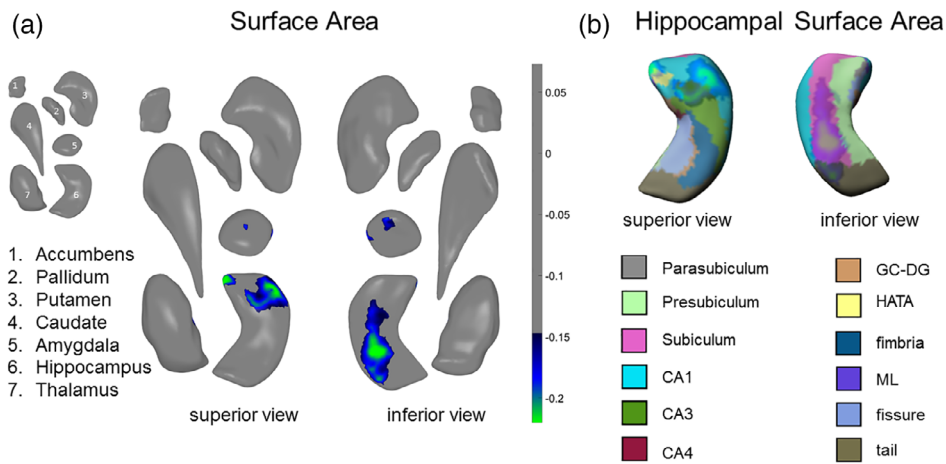 (a)
Surface Area
1
2
3
4
5
6
7
1. Accumbens
2. Pallidum
3. Putamen
4. Caudate
5. Amygdala
6. Hippocampus
7. Thalamus
superior view
inferior view
0.05
0
-0.05
-0.1
-0.15
-0.2
(b)
Hippocampal Surface Area
superior view
inferior view
Parasubiculum
Presubiculum
Subiculum
CA1
CA3
CA4
GC-DG
HATA
fimbria
ML
fissure
tail